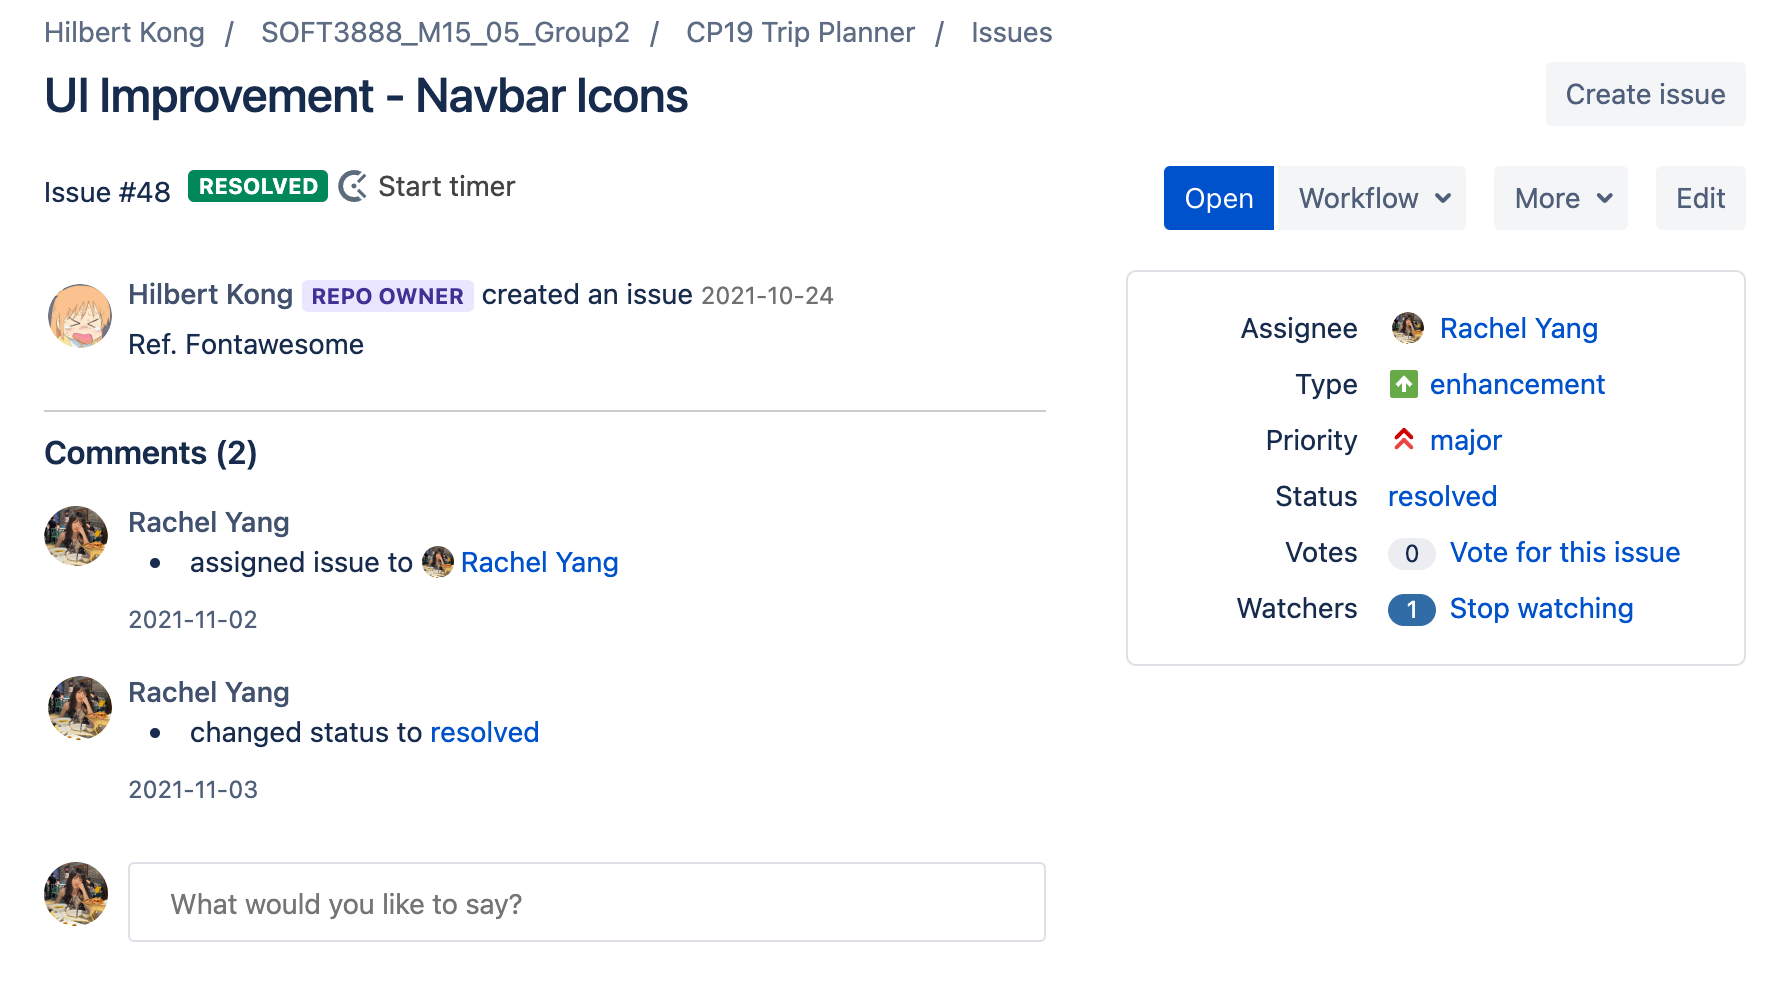 Hilbert Kong / SOFT3888_M15_05_Group2 / CP19 Trip Planner / Issues
UI Improvement - Navbar Icons
Create issue
Issue #48 RESOLVED Start timer
Open Workflow More Edit
Hilbert Kong REPO OWNER created an issue 2021-10-24
Ref. Fontawesome
Assignee Rachel Yang
Type enhancement
Priority major
Status resolved
Votes 0 Vote for this issue
Watchers 1 Stop watching
Comments (2)
Rachel Yang
• assigned issue to Rachel Yang
2021-11-02
Rachel Yang
• changed status to resolved
2021-11-03
What would you like to say?